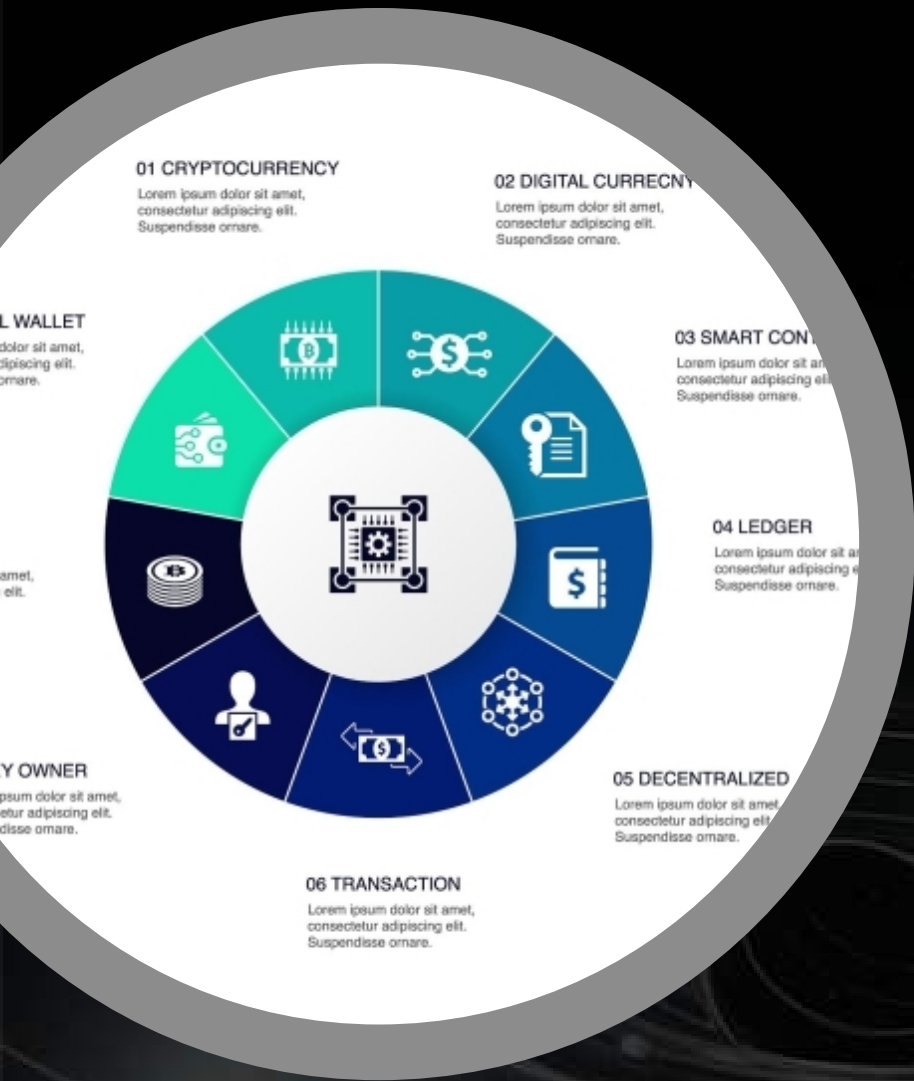 01 CRYPTOCURRENCY
Lorem ipsum dolor sit amet,
consectetur adipiscing elit.
Suspendisse ornare.
02 DIGITAL CURRECNY
Lorem ipsum dolor sit amet,
consectetur adipiscing elit.
Suspendisse ornare.
03 SMART CON
Lorem ipsum dolor sit am
consectetur adipiscing eli
Suspendisse ornare.
04 LEDGER
Lorem ipsum dolor sit a
consectetur adipiscing e
Suspendisse ornare.
05 DECENTRALIZED
Lorem ipsum dolor sit amet
consectetur adipiscing elit
Suspendisse ornare.
06 TRANSACTION
Lorem ipsum dolor sit amet,
consectetur adipiscing elit.
Suspendisse ornare.
Y OWNER
psum dolor sit amet,
etur adipiscing elit.
disse ornare.
amet,
elit.
L WALLET
dolor sit amet,
dipiscing elit.
ornare.